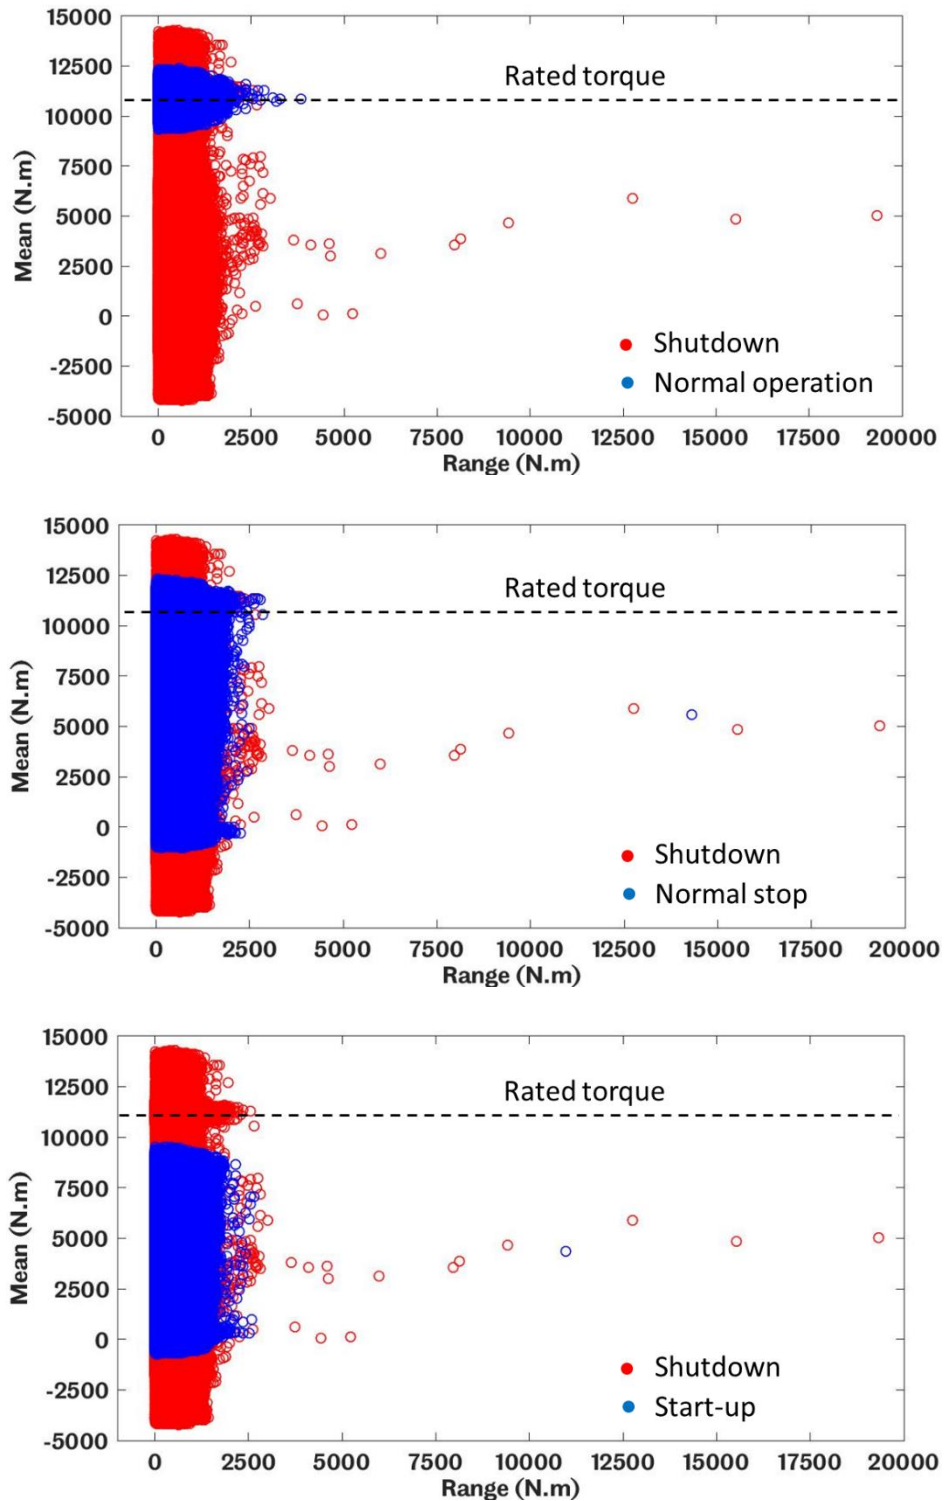 15000
12500
10000
7500
5000
2500
0
-2500
-5000
Mean (N.m)
Rated torque
Shutdown
Normal operation
0 2500 5000 7500 10000 12500 15000 17500 20000
Range (N.m)
15000
12500
10000
7500
5000
2500
0
-2500
-5000
Mean (N.m)
Rated torque
Shutdown
Normal stop
0 2500 5000 7500 10000 12500 15000 17500 20000
Range (N.m)
15000
12500
10000
7500
5000
2500
0
-2500
-5000
Mean (N.m)
Rated torque
Shutdown
Start-up
0 2500 5000 7500 10000 12500 15000 17500 20000
Range (N.m)